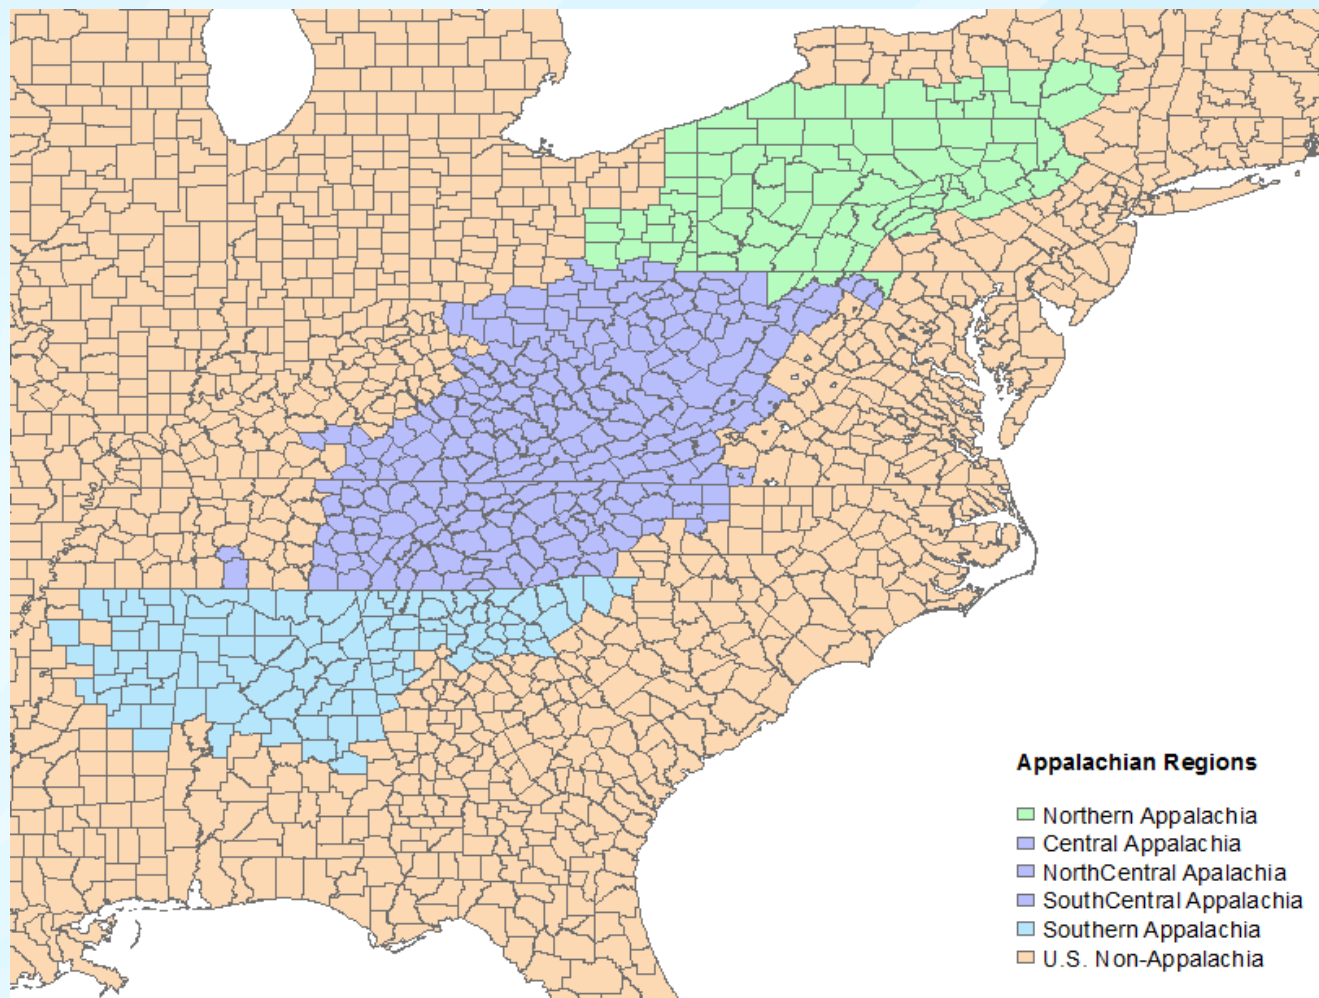 Appalachian Regions
Northern Appalachia
Central Appalachia
NorthCentral Apalachia
SouthCentral Appalachia
Southern Appalachia
U.S. Non-Appalachia